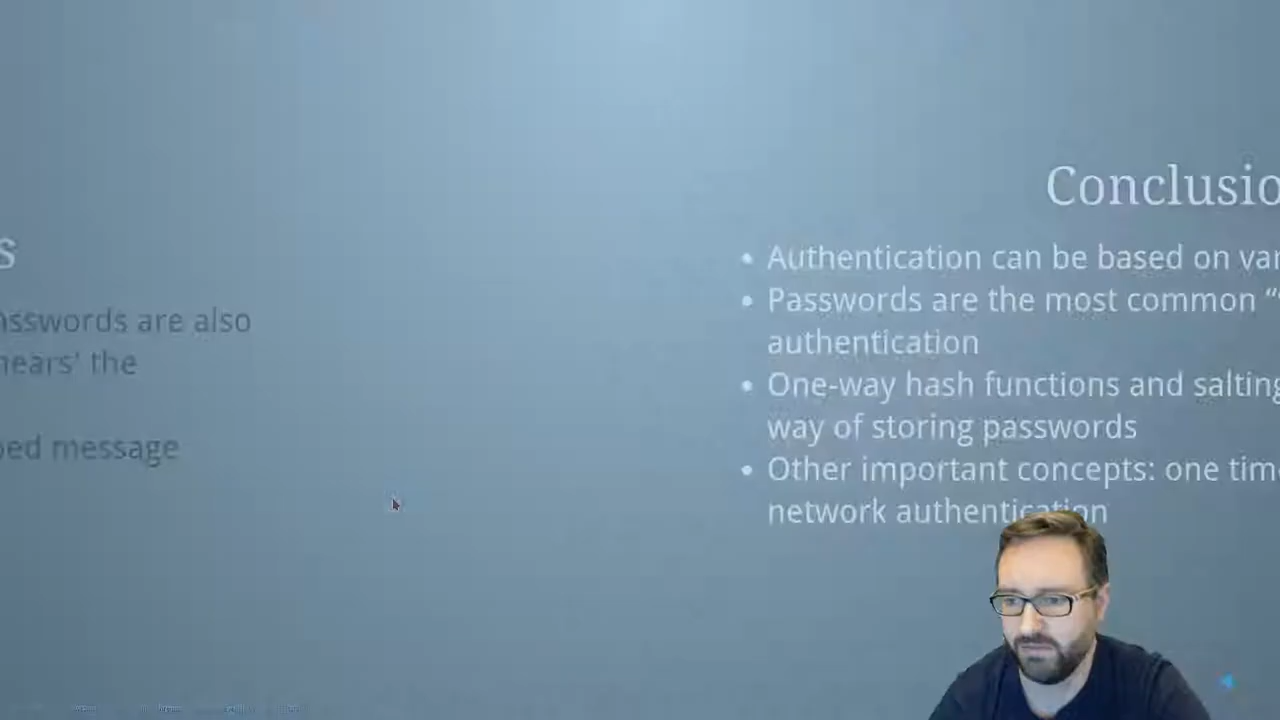 s
asswords are also
hears' the
ped message
Conclusio
• Authentication can be based on var
• Passwords are the most common “
authentication
• One-way hash functions and salting
way of storing passwords
• Other important concepts: one time
network authentication